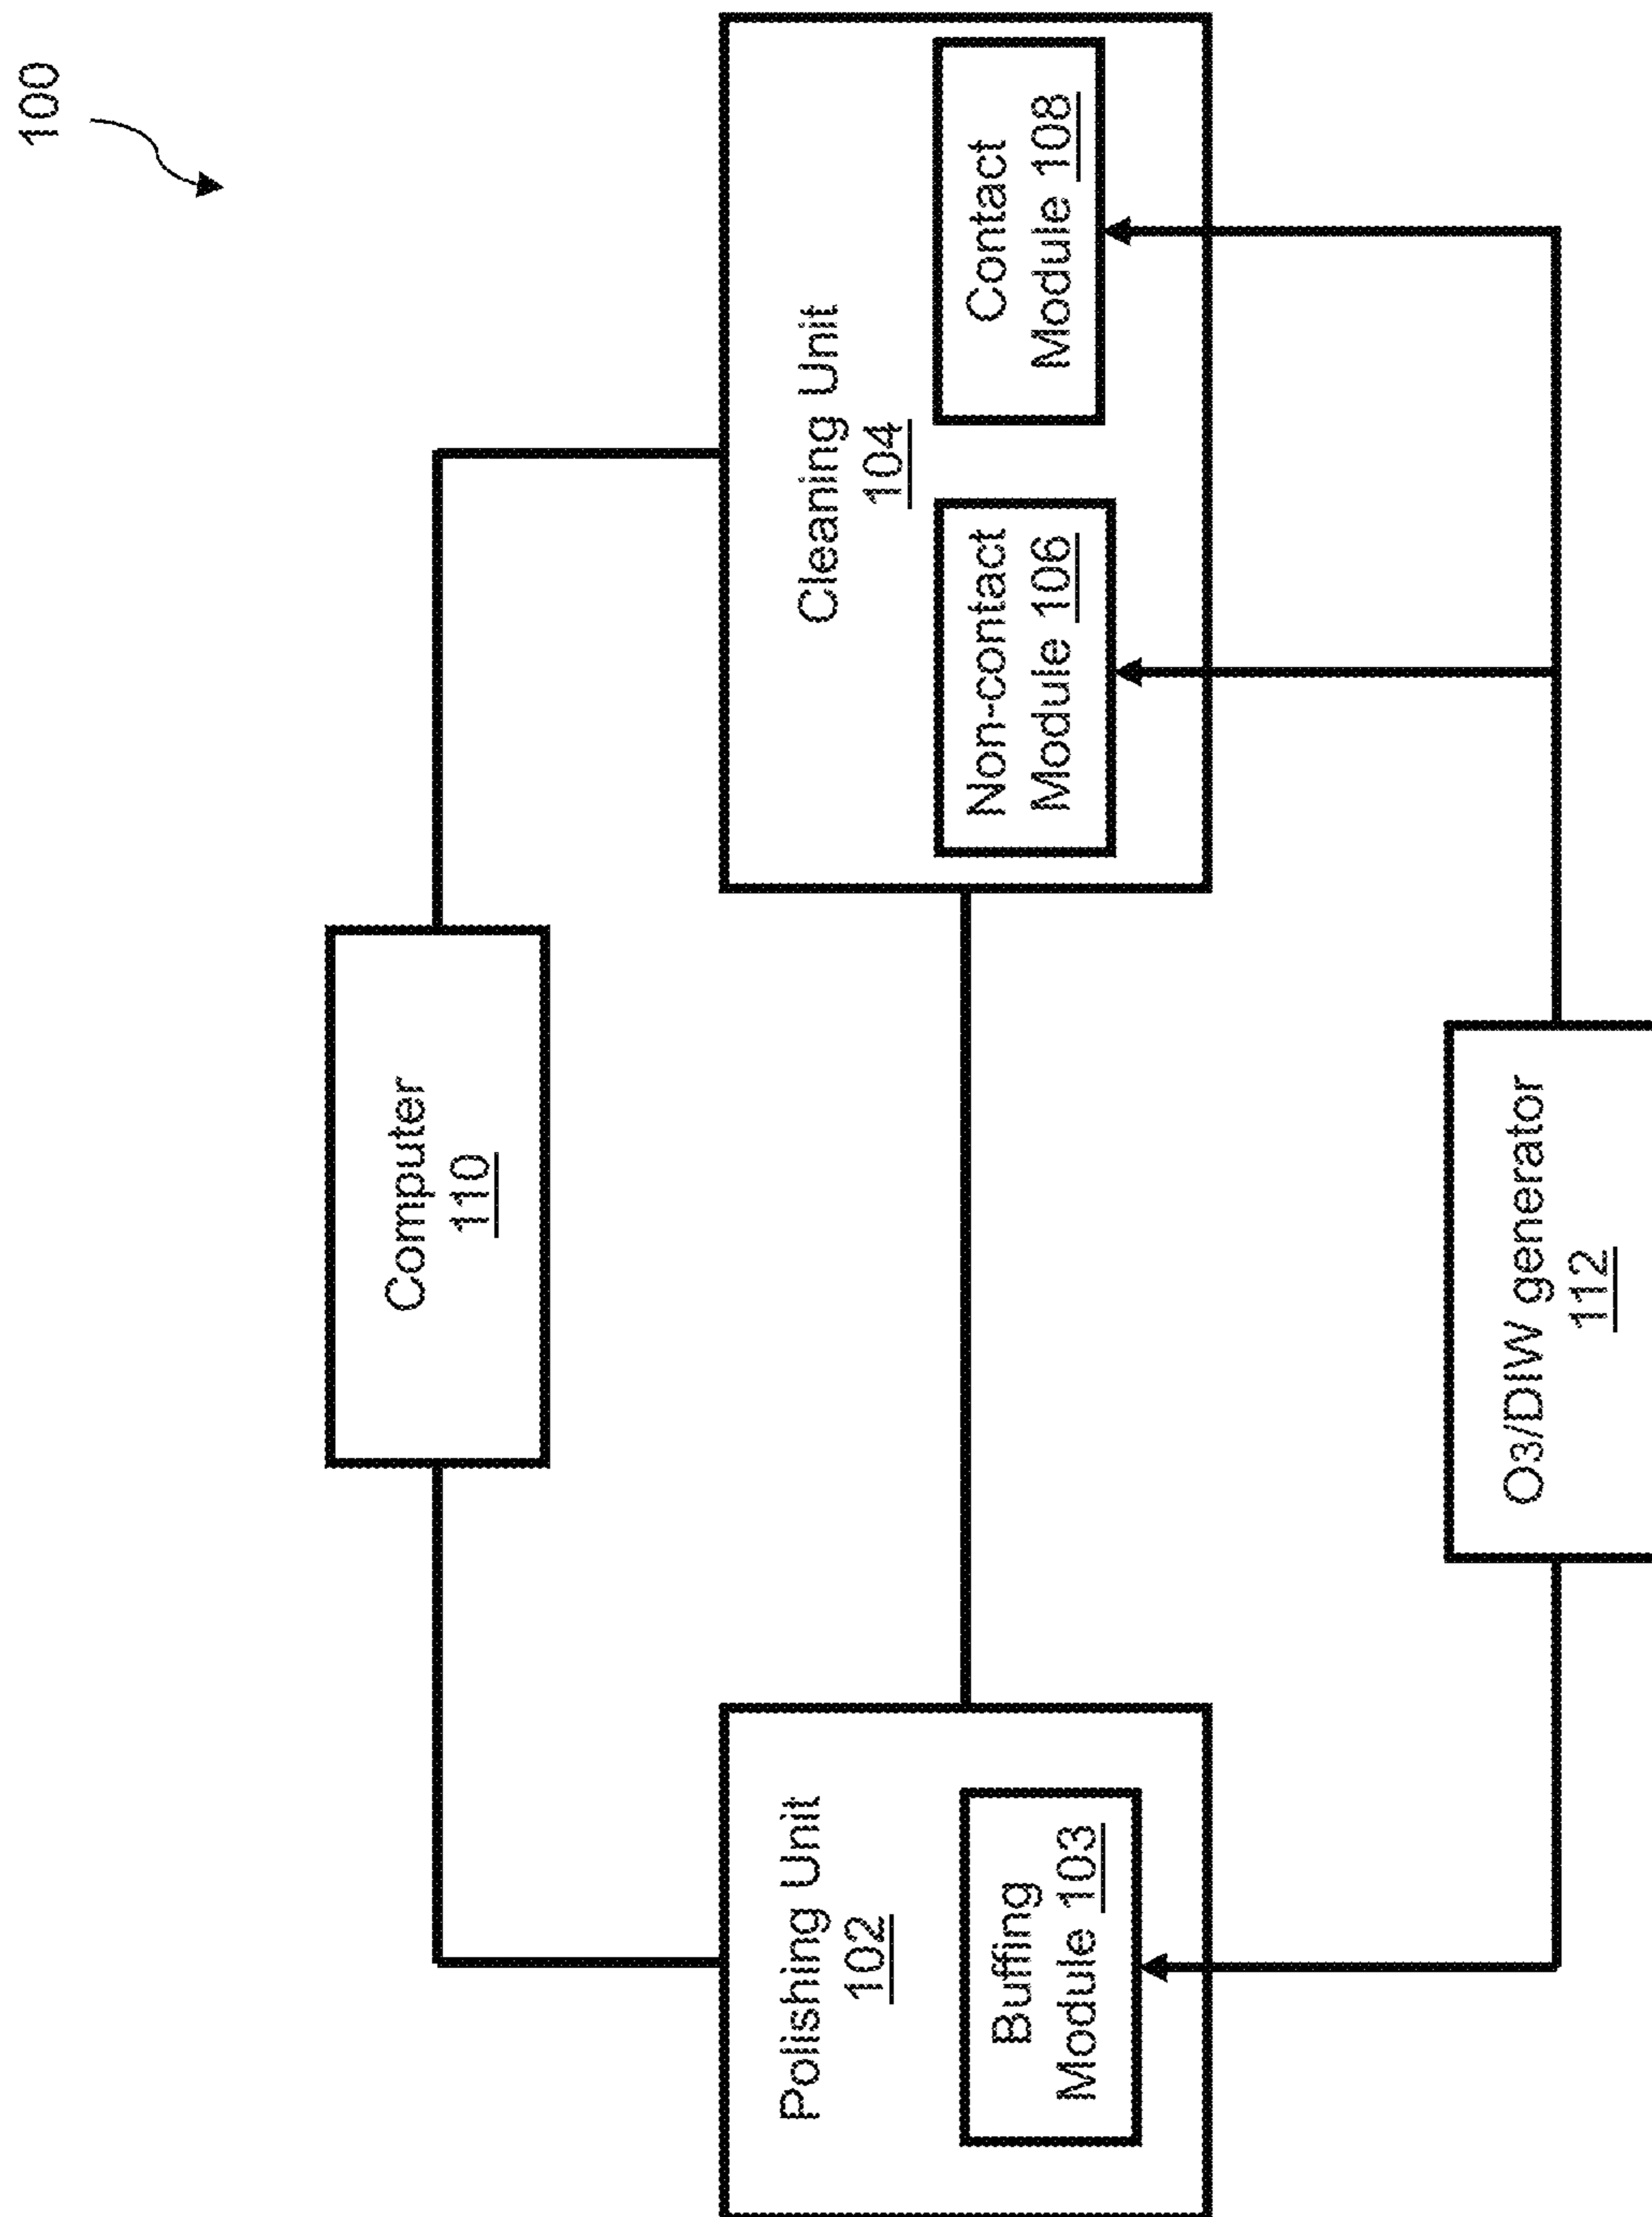 100
Computer
110
Polishing Unit
102
Buffing
Module 103
Cleaning Unit
104
Non-contact
Module 106
Contact
Module 108
O3/DIW generator
112